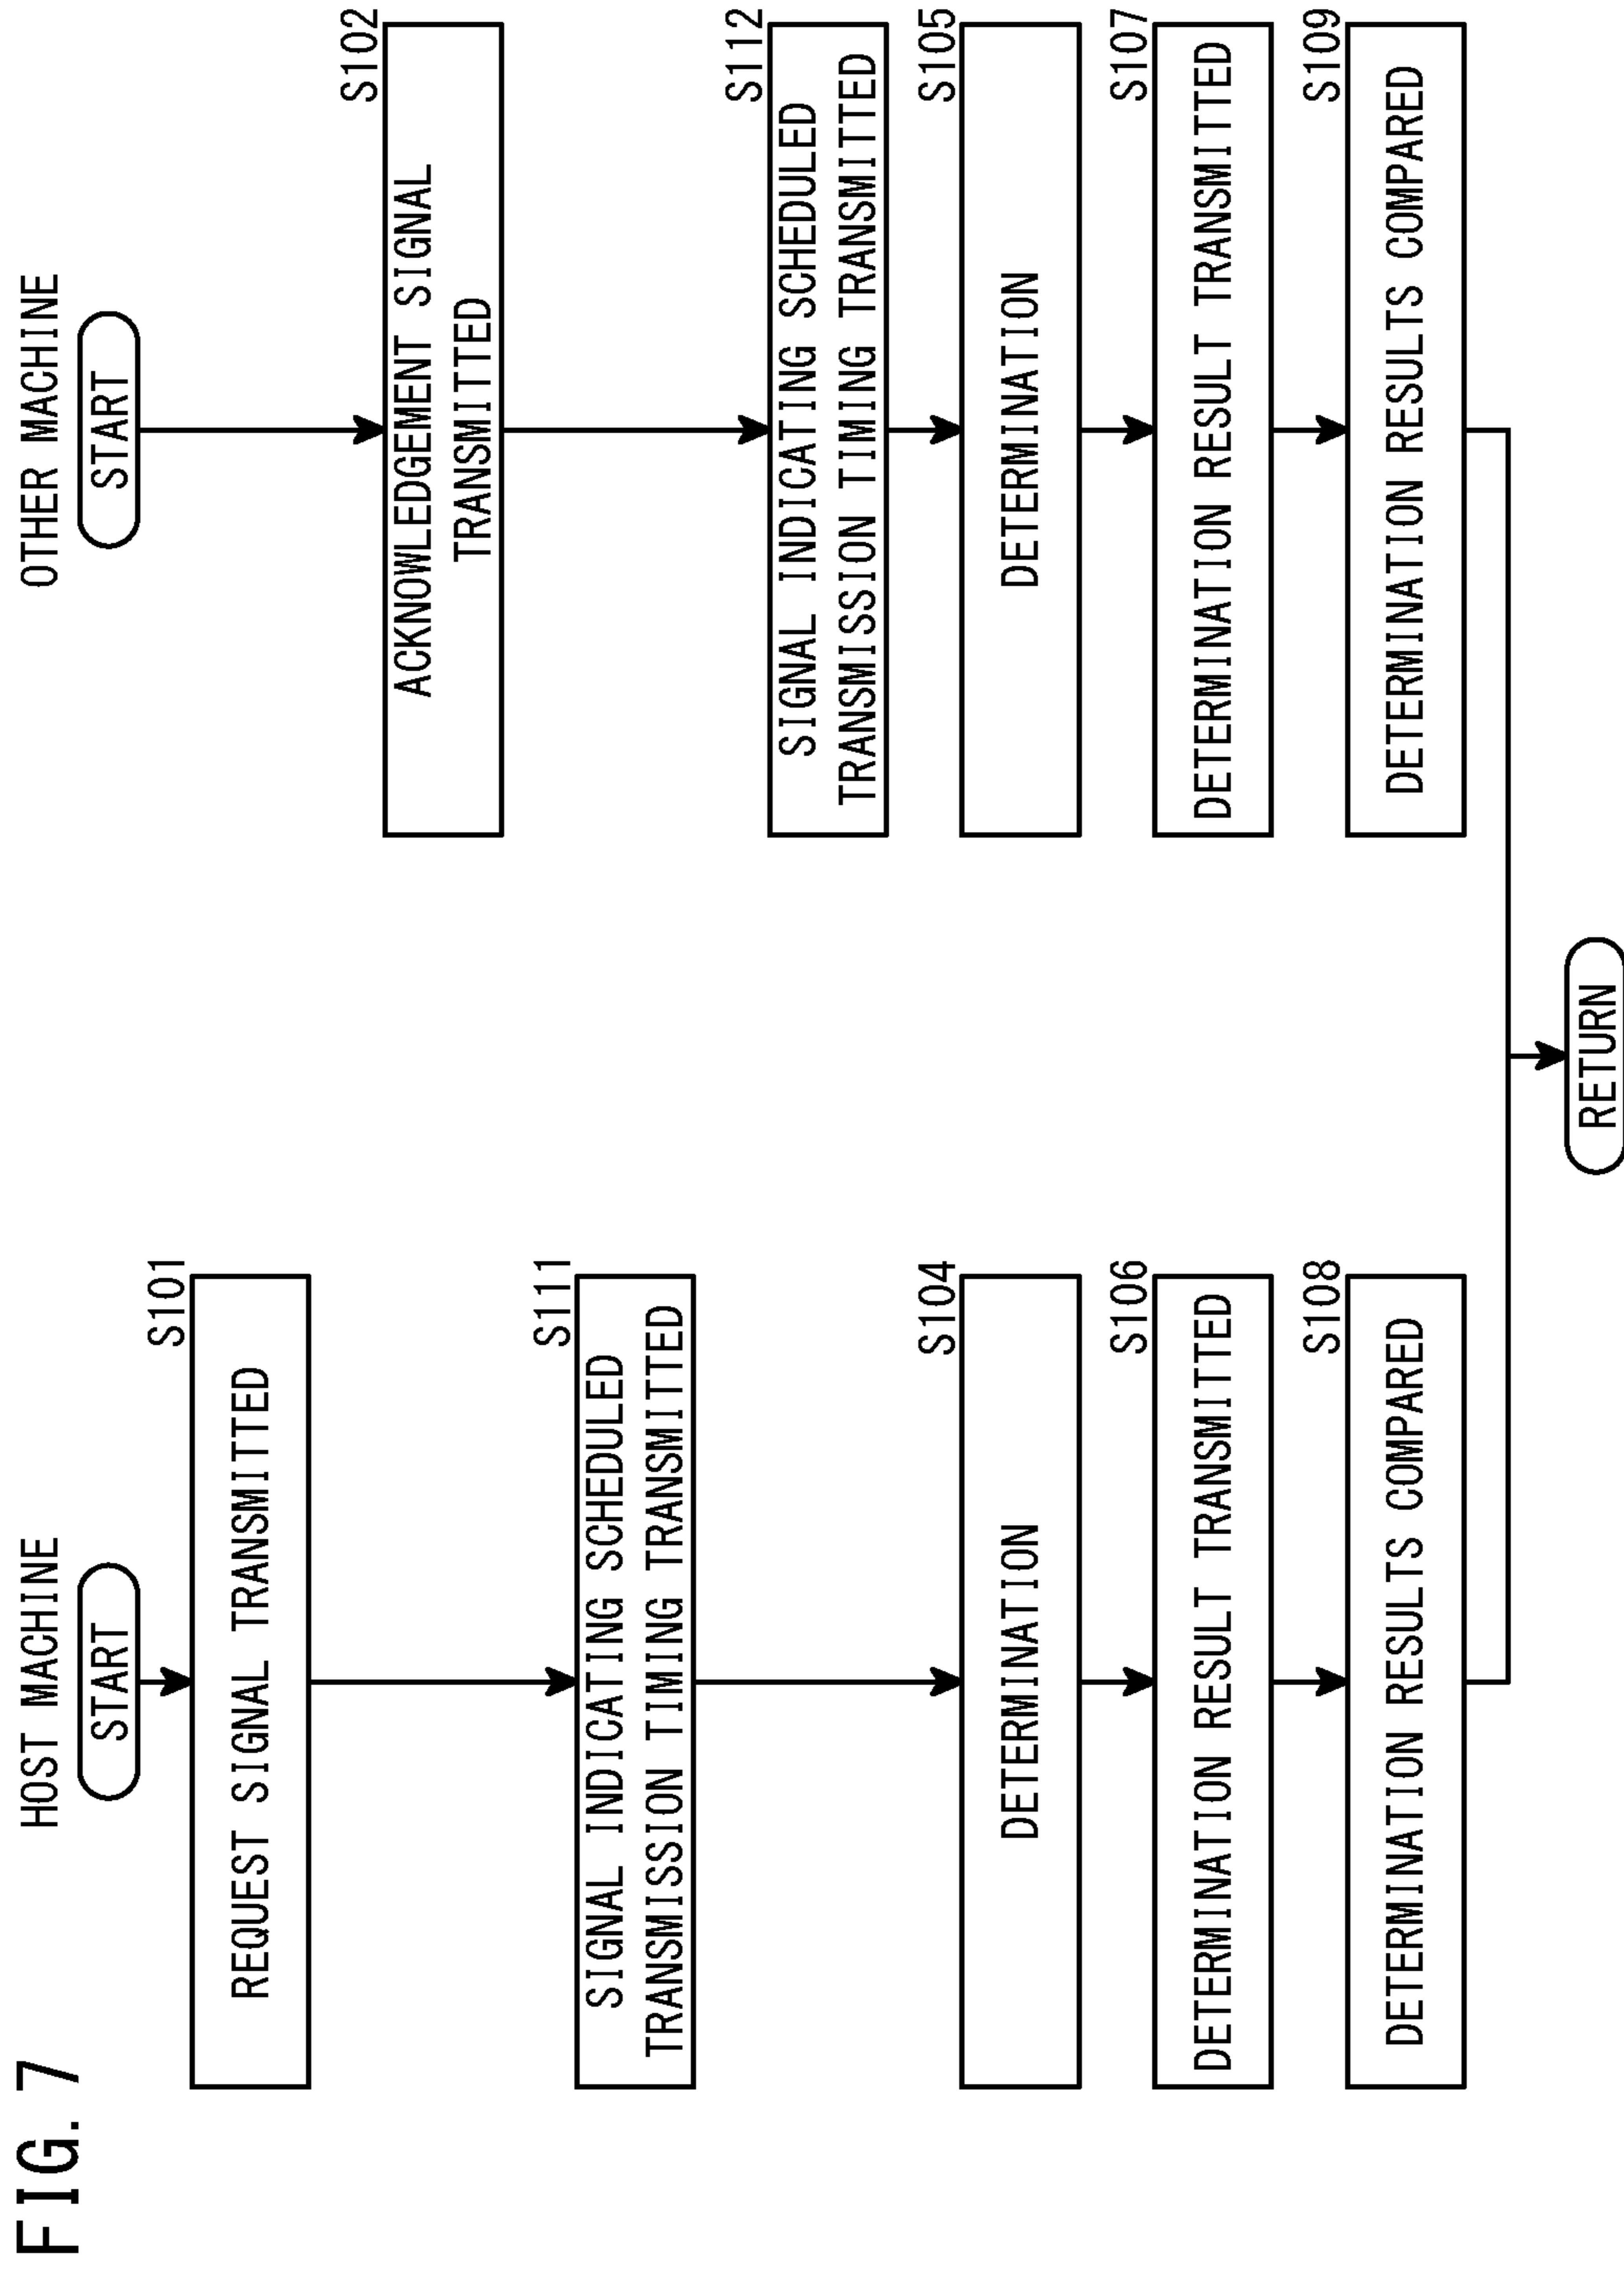 FIG. 7
HOST MACHINE
START
S101
REQUEST SIGNAL TRANSMITTED
S111
SIGNAL INDICATING SCHEDULED
TRANSMISSION TIMING TRANSMITTED
S104
DETERMINATION
S106
DETERMINATION RESULT TRANSMITTED
S108
DETERMINATION RESULTS COMPARED
OTHER MACHINE
START
S102
ACKNOWLEDGEMENT SIGNAL
TRANSMITTED
S112
SIGNAL INDICATING SCHEDULED
TRANSMISSION TIMING TRANSMITTED
S105
DETERMINATION
S107
DETERMINATION RESULT TRANSMITTED
S109
DETERMINATION RESULTS COMPARED
RETURN